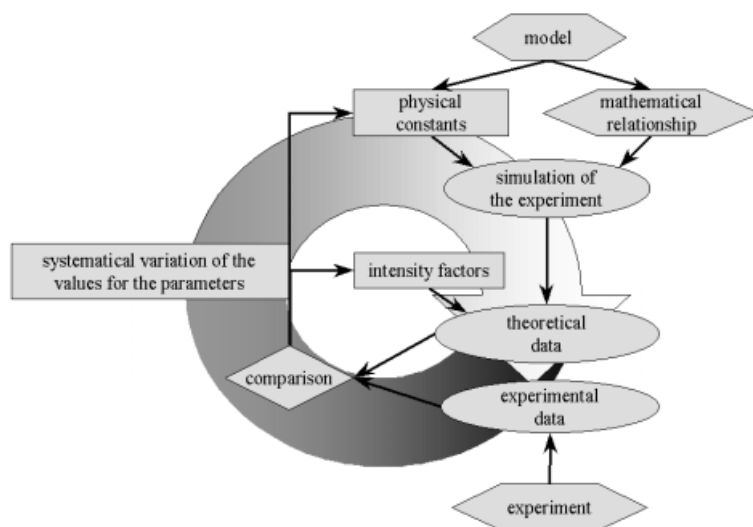 model
physical
constants
mathematical
relationship
simulation of
the experiment
systematical variation of the
values for the parameters
intensity factors
theoretical
data
comparison
experimental
data
experiment